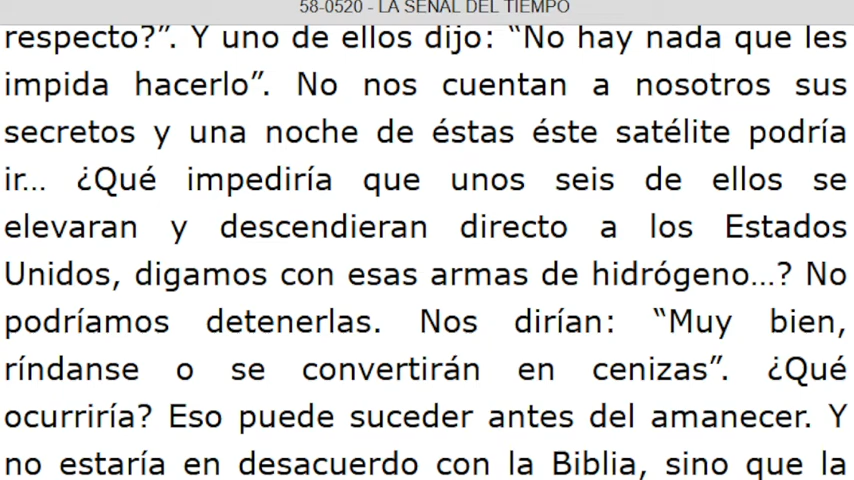 58-0520 - LA SEÑAL DEL TIEMPO
respecto?”. Y uno de ellos dijo: “No hay nada que les
impida hacerlo”. No nos cuentan a nosotros sus
secretos y una noche de éstas éste satélite podría
ir... ¿Qué impediría que unos seis de ellos se
elevaran y descendieran directo a los Estados
Unidos, digamos con esas armas de hidrógeno...? No
podríamos detenerlas. Nos dirían: “Muy bien,
ríndanse o se convertirán en cenizas”. ¿Qué
ocurriría? Eso puede suceder antes del amanecer. Y
no estaría en desacuerdo con la Biblia, sino que la